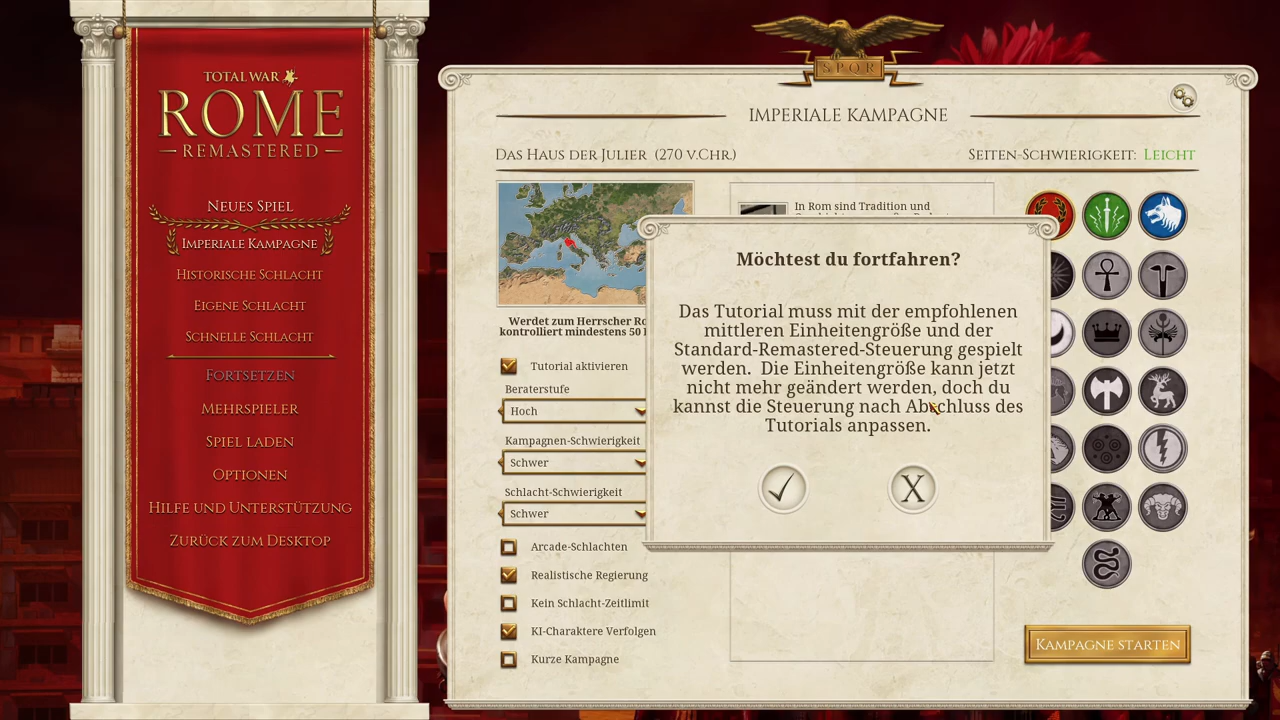 TOTAL WAR
ROME
REMASTERED
NEUES SPIEL
IMPERIALE KAMPAGNE
HISTORISCHE SCHLACHT
EIGENE SCHLACHT
SCHNELLE SCHLACHT
FORTSETZEN
MEHRSPIELER
SPIEL LADEN
OPTIONEN
HILFE UND UNTERSTÜTZUNG
ZURÜCK ZUM DESKTOP
SPQR
IMPERIALE KAMPAGNE
DAS HAUS DER JULIER (270 V.CHR.)
SEITEN-SCHWIERIGKEIT: LEICHT
In Rom sind Tradition und
Werdet zum Herrscher
kontrolliert mindestens 50
Tutorial aktivieren
Beraterstufe
Hoch
Kampagnen-Schwierigkeit
Schwer
Schlacht-Schwierigkeit
Schwer
Arcade-Schlachten
Realistische Regierung
Kein Schlacht-Zeitlimit
KI-Charaktere Verfolgen
Kurze Kampagne
Möchtest du fortfahren?
Das Tutorial muss mit der empfohlenen
mittleren Einheitengröße und der
Standard-Remastered-Steuerung gespielt
werden. Die Einheitengröße kann jetzt
nicht mehr geändert werden, doch du
kannst die Steuerung nach Abschluss des
Tutorials anpassen.
X
KAMPAGNE STARTEN